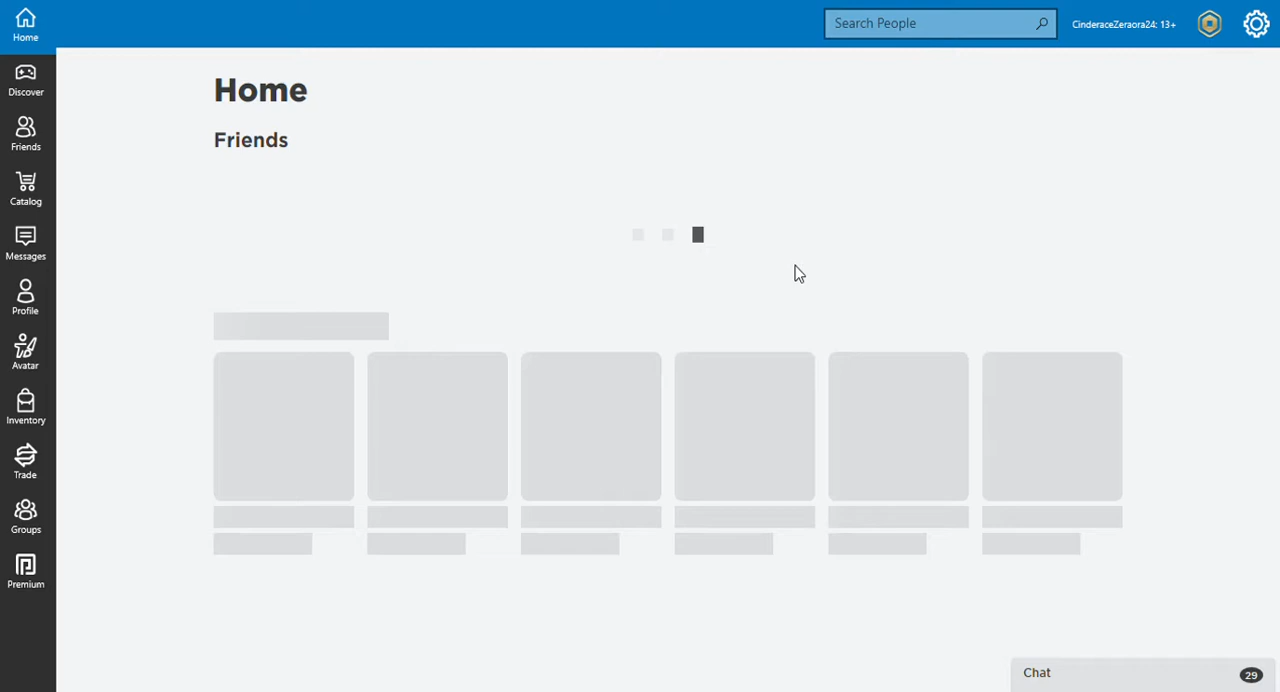 Home
Search People
CinderaceZeraora24: 13+
Discover
Friends
Catalog
Messages
Profile
Avatar
Inventory
Trade
Groups
Premium
Home
Friends
Chat
29